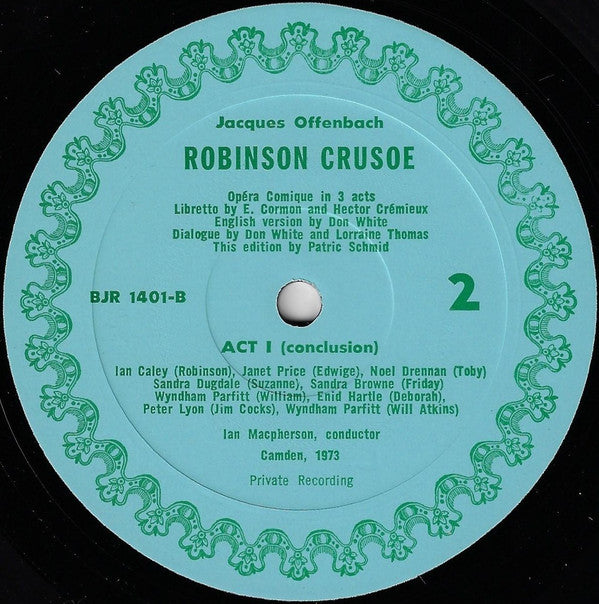 Jacques Offenbach
ROBINSON CRUSOE
Opéra Comique in 3 acts
Libretto by E. Cormon and Hector Crémieux
English version by Don White
Dialogue by Don White and Lorraine Thomas
This edition by Patric Schmid
BJR 1401-B
2
ACT I (conclusion)
Ian Caley (Robinson), Janet Price (Edwige), Noel Drennan (Toby)
Sandra Dugdale (Suzanne), Sandra Browne (Friday)
Wyndham Parfitt (William), Enid Hartle (Deborah),
Peter Lyon (Jim Cocks), Wyndham Parfitt (Will Atkins)
Ian Macpherson, conductor
Camden, 1973
Private Recording